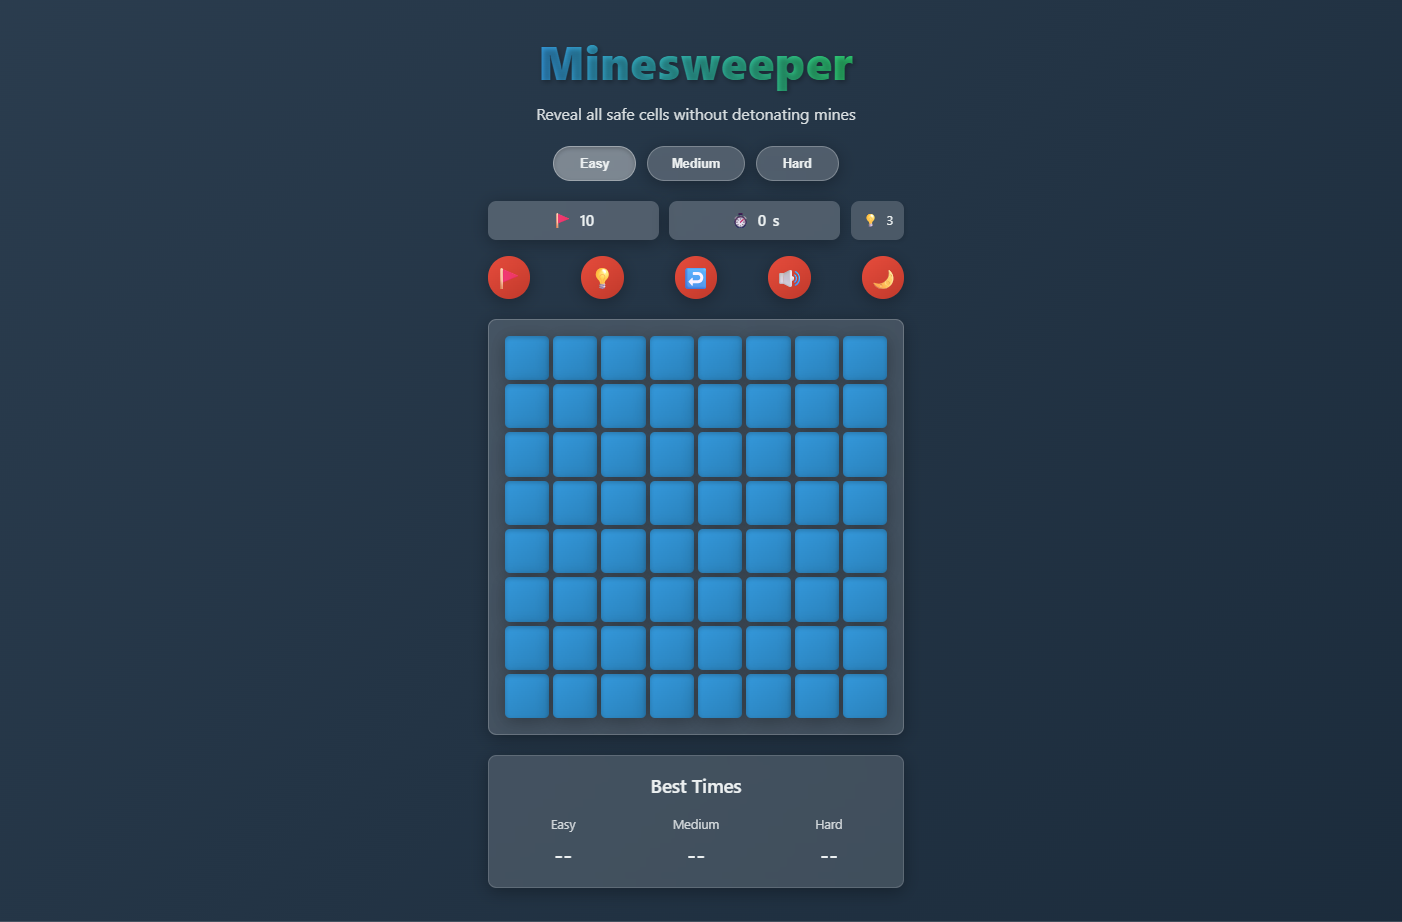 Minesweeper
Reveal all safe cells without detonating mines
Easy Medium Hard
10 0 s 3
Best Times
Easy Medium Hard
-- -- --